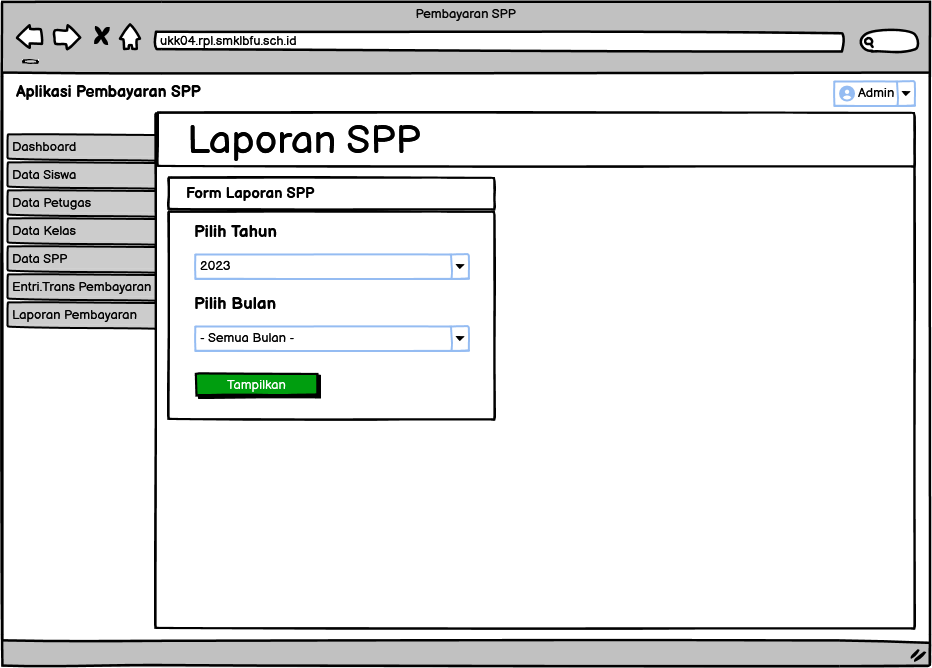 Pembayaran SPP
ukk04.rpl.smklbfu.sch.id
Aplikasi Pembayaran SPP
Admin
Dashboard
Data Siswa
Data Petugas
Data Kelas
Data SPP
Entri.Trans Pembayaran
Laporan Pembayaran
Laporan SPP
Form Laporan SPP
Pilih Tahun
2023
Pilih Bulan
- Semua Bulan -
Tampilkan